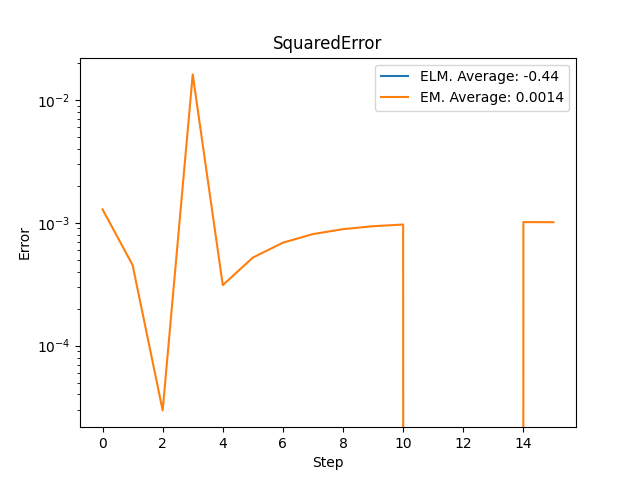 SquaredError
ELM. Average: -0.44
EM. Average: 0.0014
10⁻²
10⁻³
10⁻⁴
Error
0 2 4 6 8 10 12 14
Step